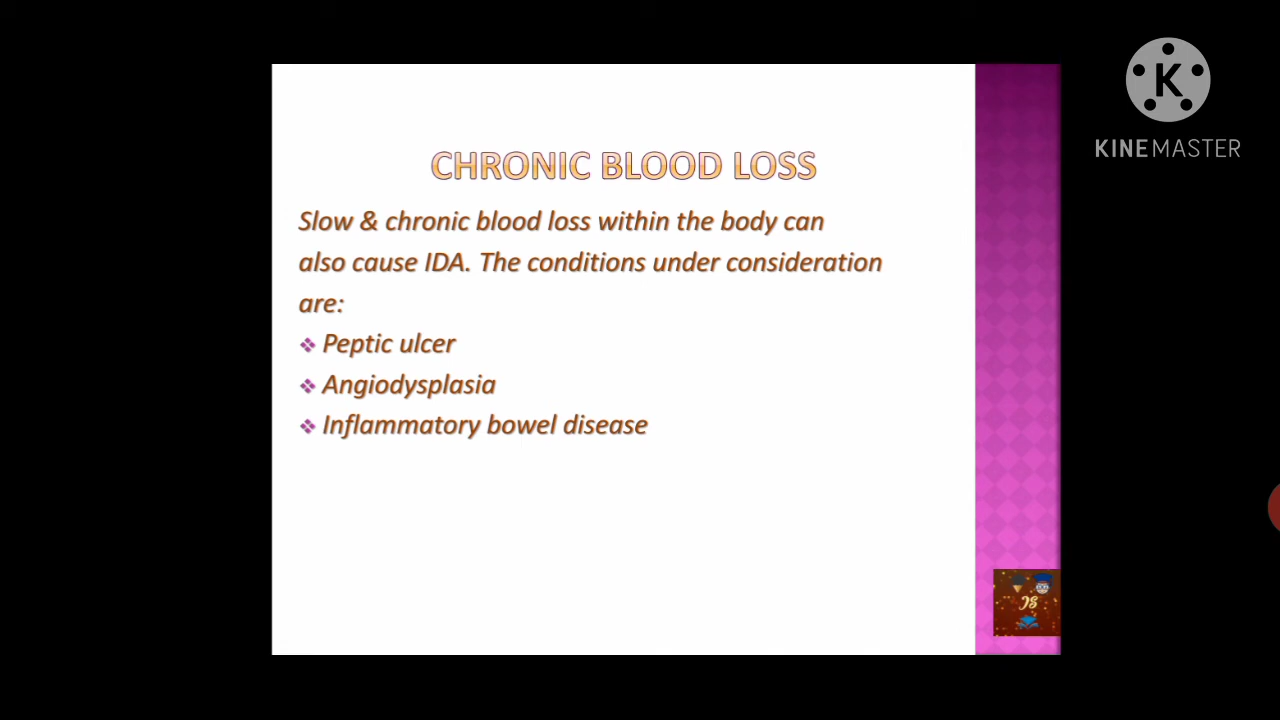 K
KINEMASTER
CHRONIC BLOOD LOSS
Slow & chronic blood loss within the body can
also cause IDA. The conditions under consideration
are:
Peptic ulcer
Angiodysplasia
Inflammatory bowel disease
JS